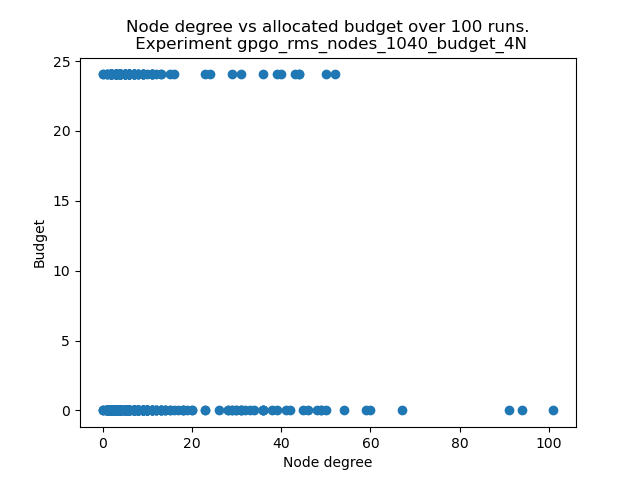 Node degree vs allocated budget over 100 runs.
Experiment gpgo_rms_nodes_1040_budget_4N
25
20
15
10
5
0
Budget
0 20 40 60 80 100
Node degree